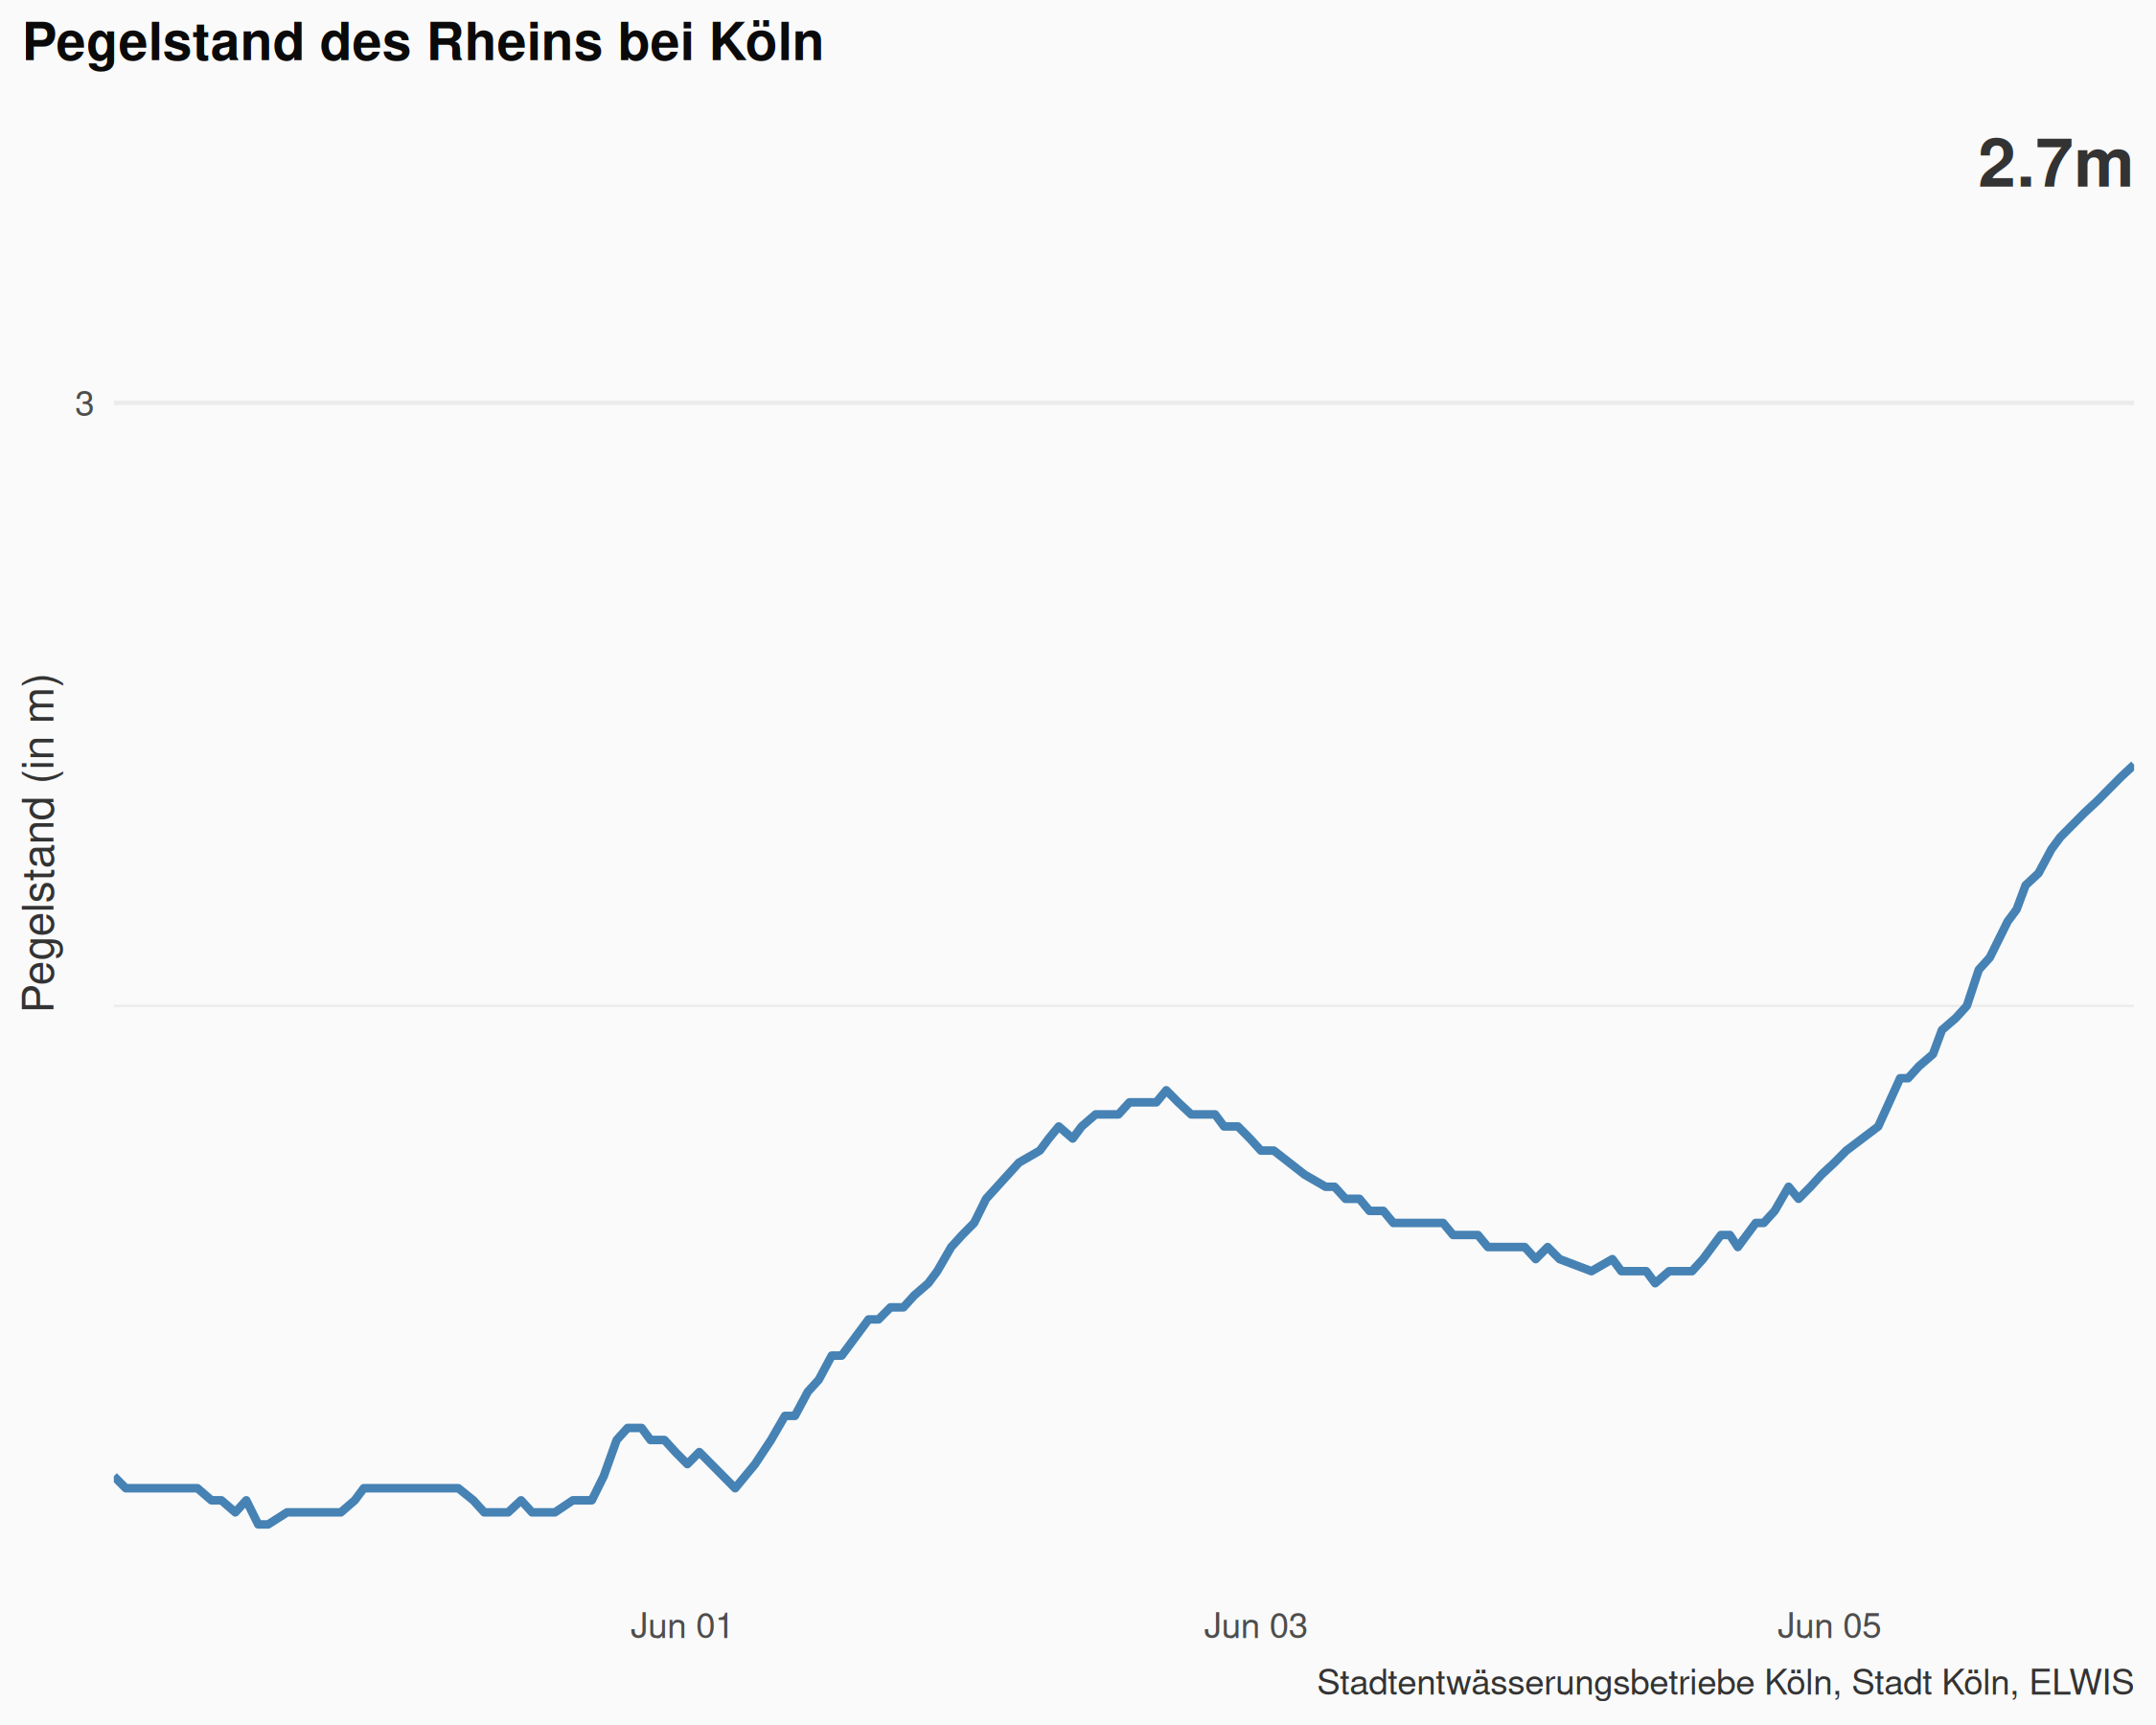 Pegelstand des Rheins bei Köln
2.7m
3
Pegelstand (in m)
Jun 01
Jun 03
Jun 05
Stadtentwässerungsbetriebe Köln, Stadt Köln, ELWIS